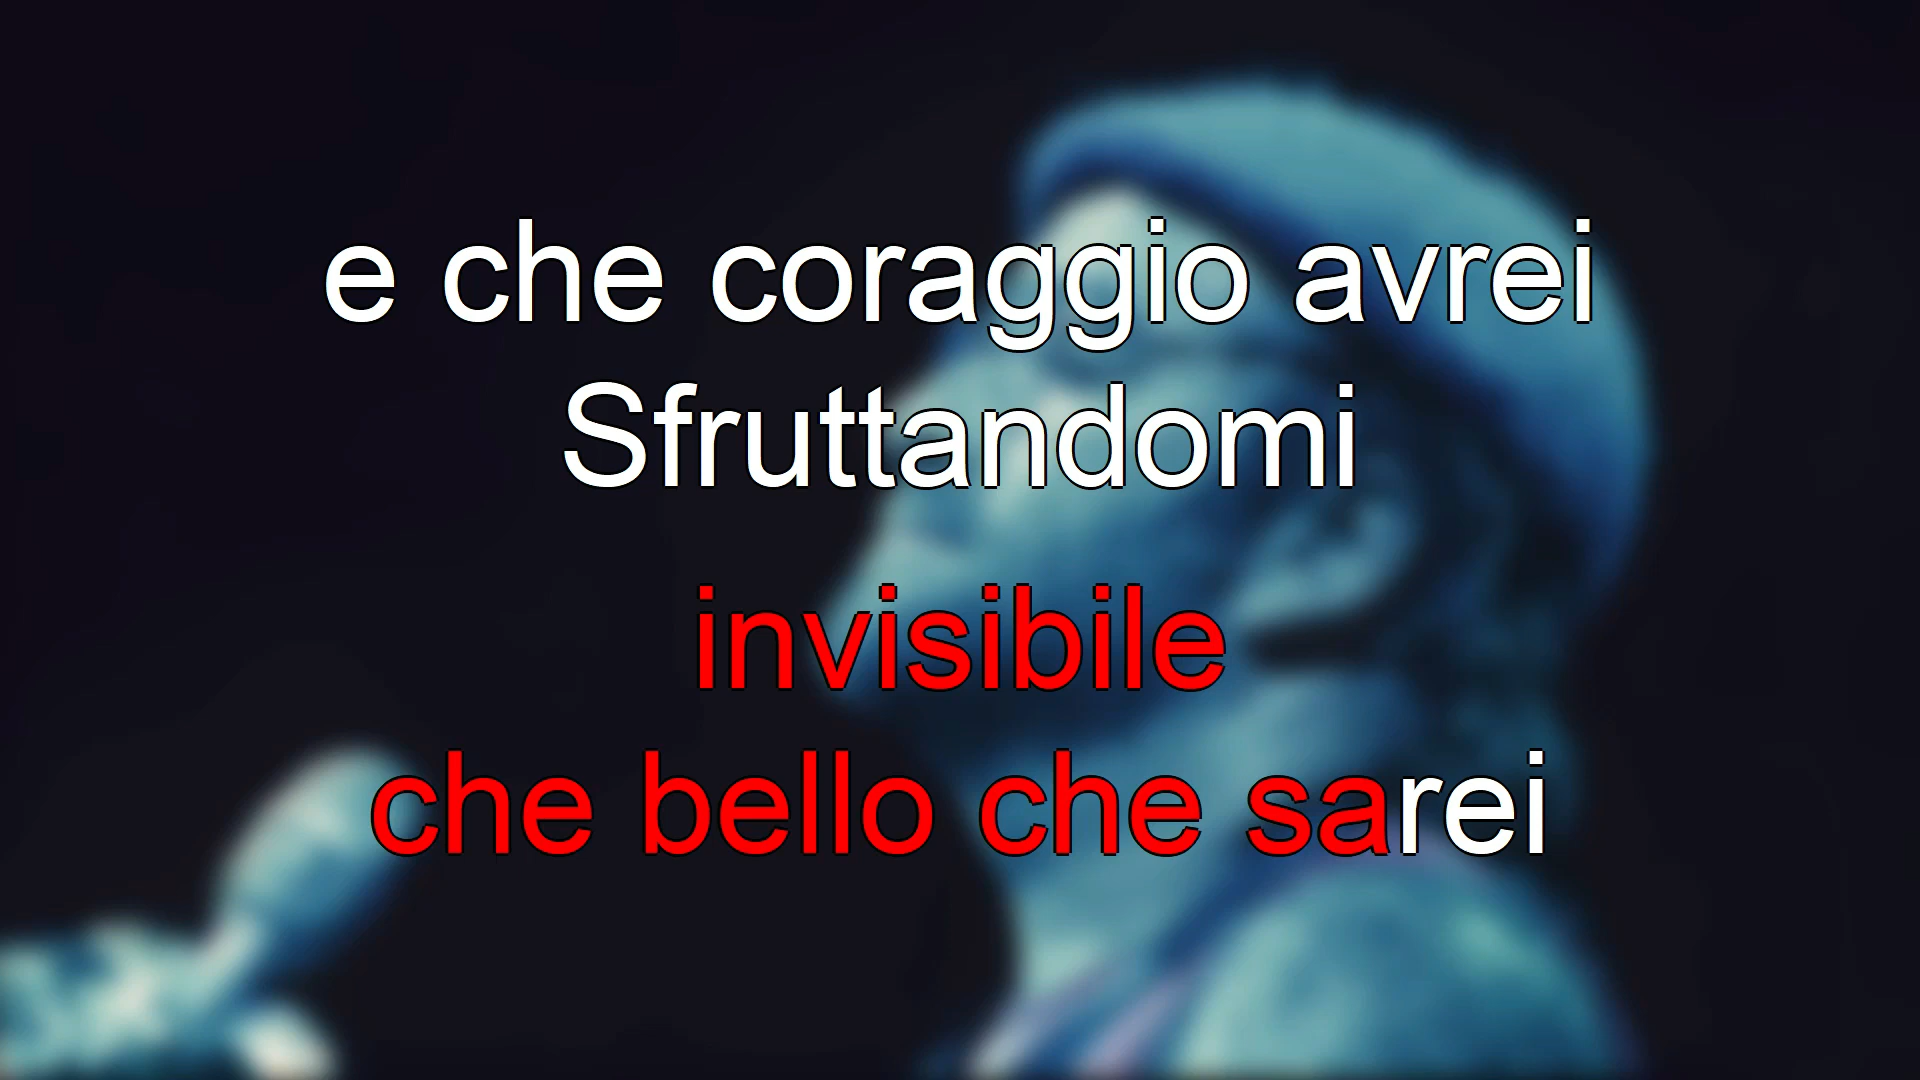 e che coraggio avrei
Sfruttandomi
invisibile
che bello che sarei